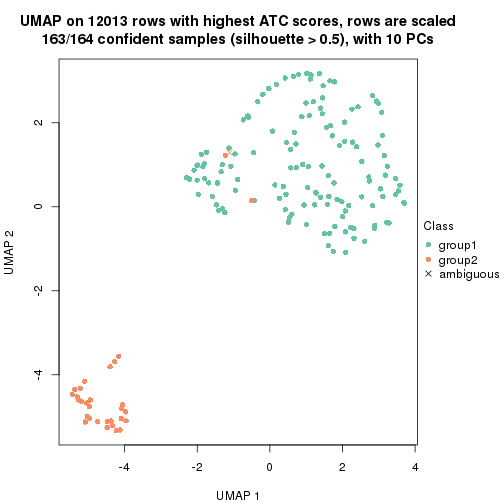 UMAP on 12013 rows with highest ATC scores, rows are scaled
163/164 confident samples (silhouette > 0.5), with 10 PCs
2
0
-2
-4
UMAP 2
-4
-2
0
2
4
UMAP 1
Class
group1
group2
ambiguous